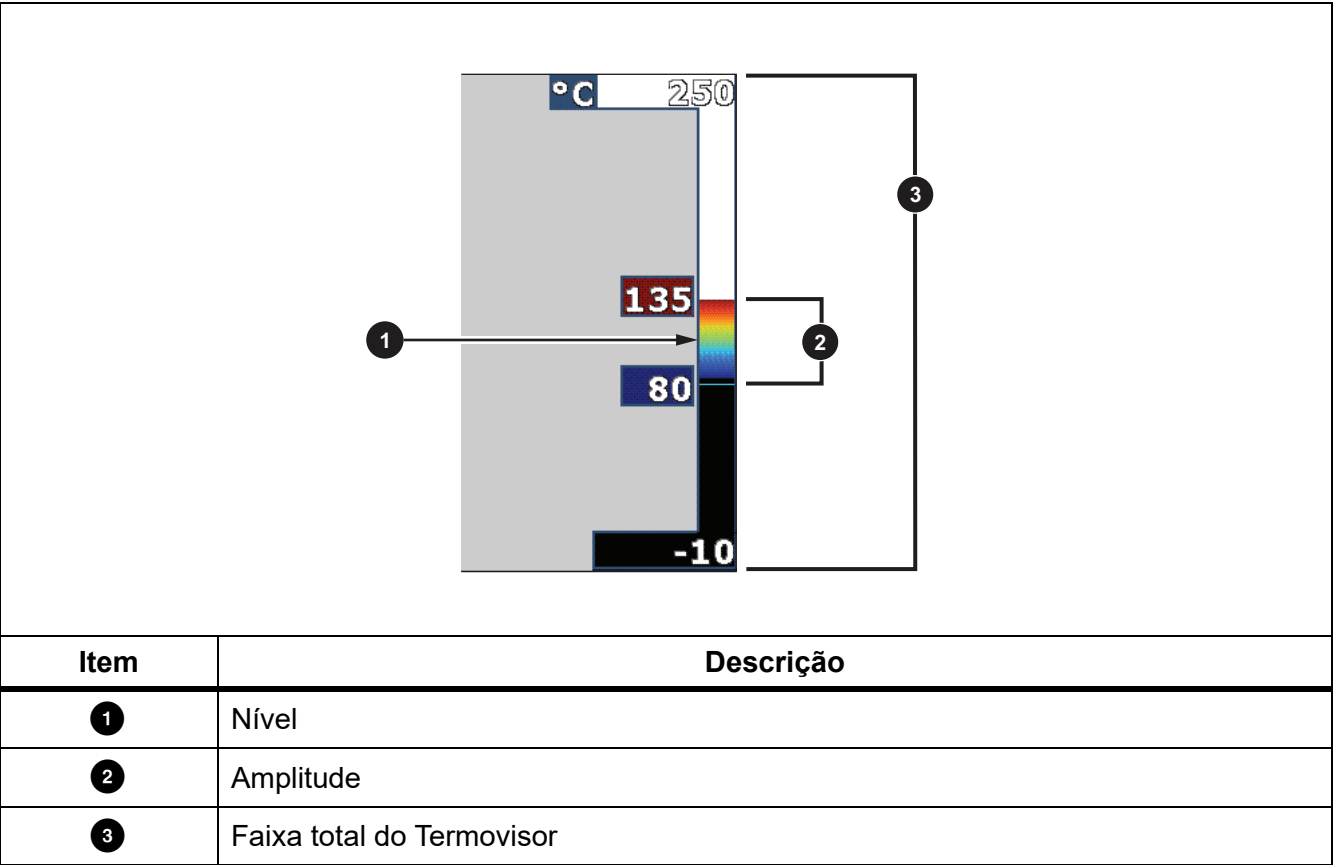 °C 250
3
135
1
2
80
-10
Item Descrição
1 Nível
2 Amplitude
3 Faixa total do Termovisor